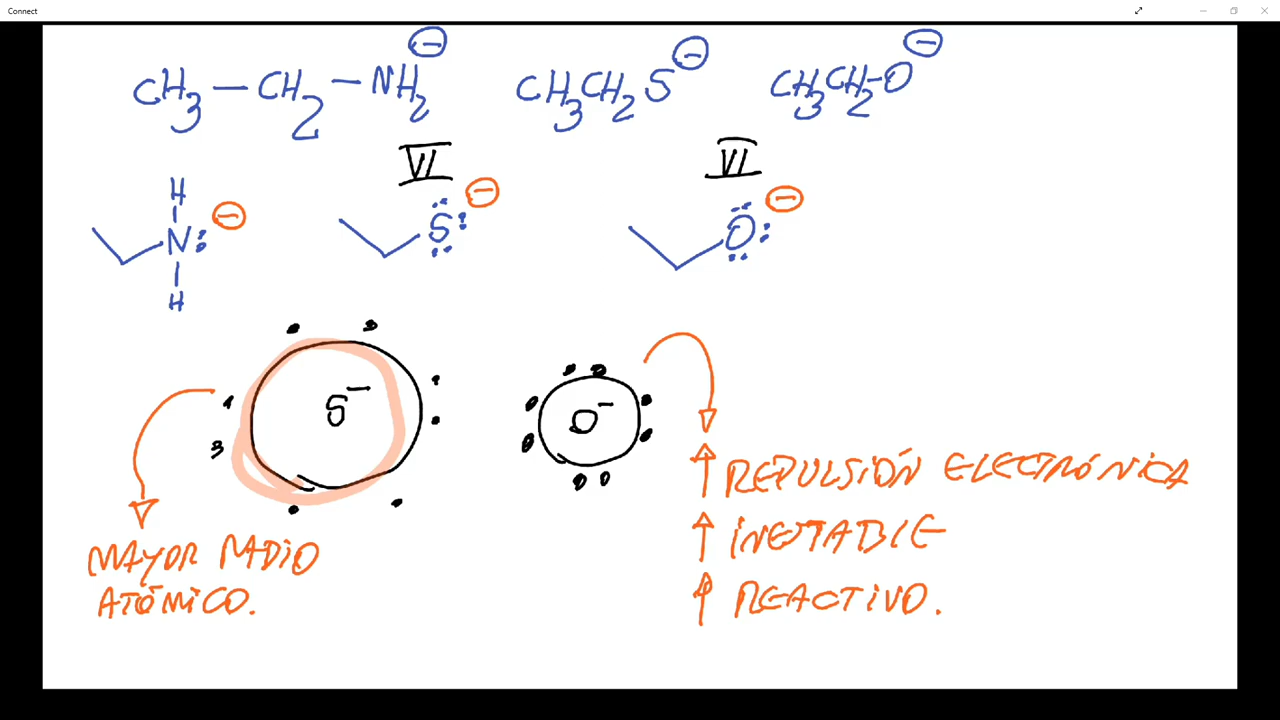 Connect
CH3 — CH2 — NH2⊖ CH3CH2S⊖ CH3CH2-O⊖
VI VI
H
N:⊖ S⊖ O⊖
H
S⁻ O⁻
↑ REPULSIÓN ELECTRÓNICA
↑ INESTABLE
MAYOR RADIO
ATÓMICO.
↑ REACTIVO.